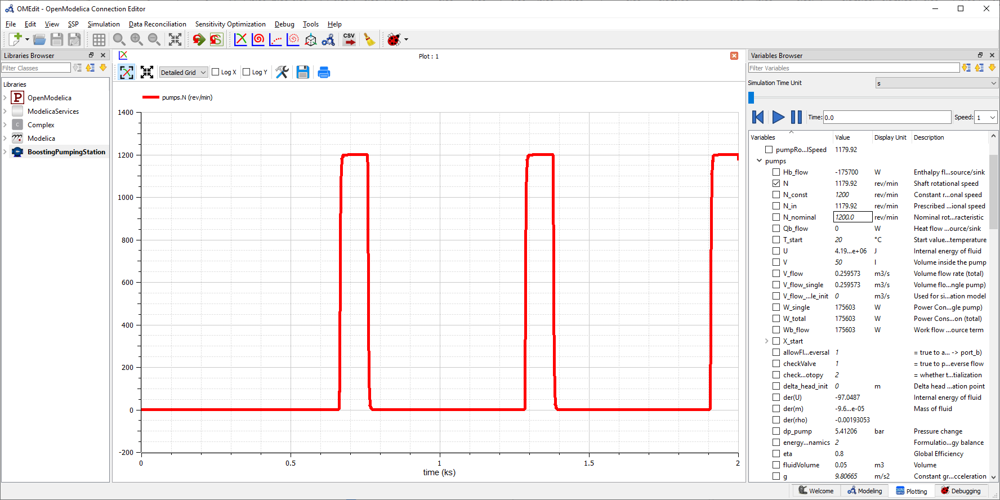 OMEdit - OpenModelica Connection Editor
File Edit View SSP Simulation Data Reconciliation Sensitivity Optimization Debug Tools Help
CSV
Libraries Browser
Filter Classes
Libraries
OpenModelica
ModelicaServices
Complex
Modelica
BoostingPumpingStation
Plot : 1
Detailed Grid Log X Log Y
pumps.N (rev/min)
1400
1200
1000
800
600
400
200
0
-200
0 0.5 1 1.5 2
time (ks)
Variables Browser
Filter Variables
Simulation Time Unit s
Time: 0.0 Speed: 1
Variables Value Display Unit Description
pumpRo...lSpeed 1179.92
pumps
Hb_flow -175700 W Enthalpy fl...source/sink
N 1179.92 rev/min Shaft rotational speed
N_const 1200 rev/min Constant r...onal speed
N_in 1179.92 rev/min Prescribed ...ional speed
N_nominal 1200.0 rev/min Nominal rot...racteristic
Qb_flow 0 W Heat flow ...ource/sink
T_start 20 °C Start value...temperature
U 4.19...e+06 J Internal energy of fluid
V 50 l Volume inside the pump
V_flow 0.259573 m3/s Volume flow rate (total)
V_flow_single 0.259573 m3/s Volume flo...ngle pump)
V_flow_...le_init 0 m3/s Used for si...ation model
W_single 175603 W Power Con...gle pump)
W_total 175603 W Power Cons...on (total)
Wb_flow 175603 W Work flow ...ource term
X_start
allowFl...eversal 1 = true to a... -> port_b)
checkValve 1 = true to p...everse flow
check...otopy 2 = whether t...tialization
delta_head_init 0 m Delta head ...ation point
der(U) -97.0487 Internal energy of fluid
der(m) -9.6...e-05 Mass of fluid
der(rho) -0.00193053
dp_pump 5.41206 bar Pressure change
energy...namics 2 Formulatio...gy balance
eta 0.8 Global Efficiency
fluidVolume 0.05 m3 Volume
g 9.80665 m/s2 Constant gr...cceleration
Welcome Modeling Plotting Debugging